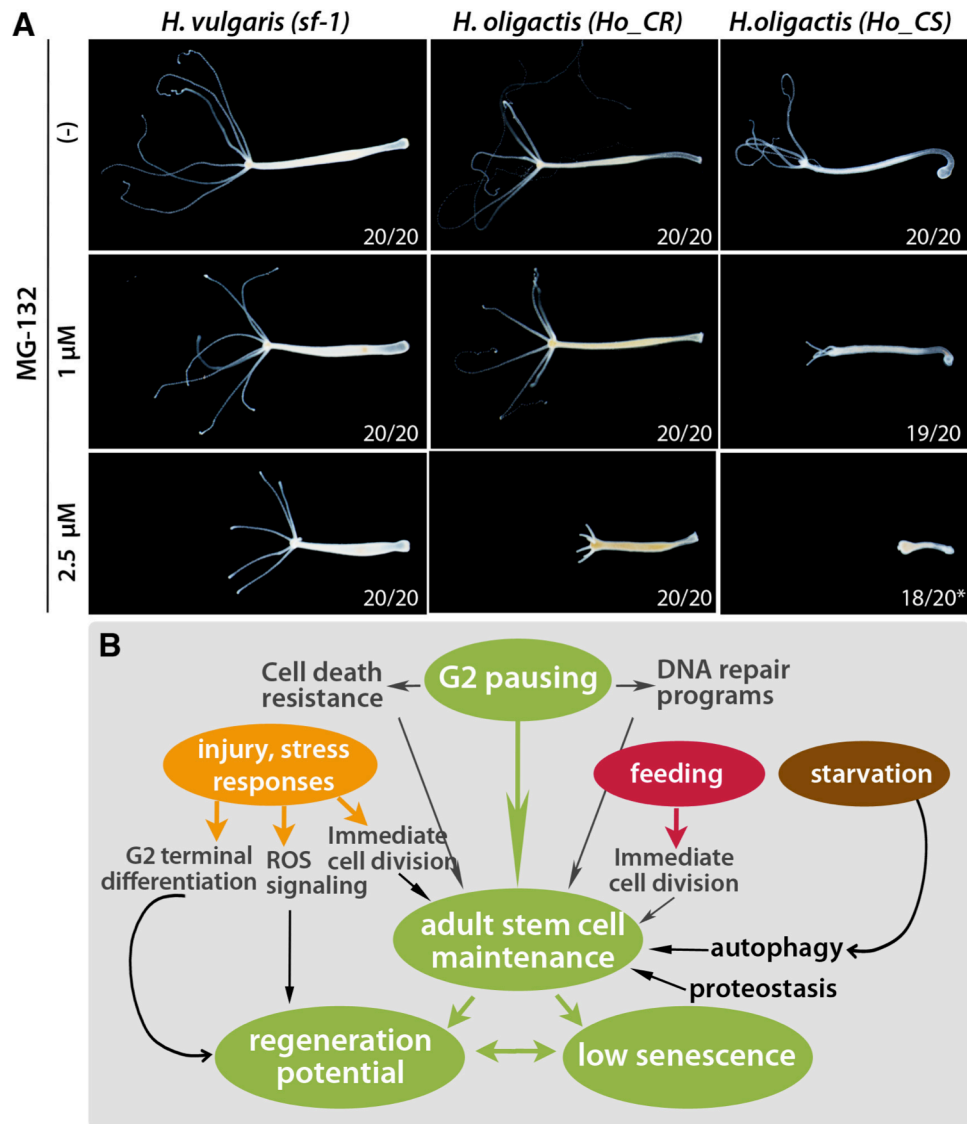 A
H. vulgaris (sf-1)
H. oligactis (Ho_CR)
H.oligactis (Ho_CS)
MG-132
(-)
20/20
20/20
20/20
1 μM
20/20
20/20
19/20
2.5 μM
20/20
20/20
18/20*
B
G2 pausing
Cell death
resistance
DNA repair
programs
injury, stress
responses
feeding
starvation
G2 terminal
differentiation
ROS
signaling
Immediate
cell division
Immediate
cell division
adult stem cell
maintenance
autophagy
proteostasis
regeneration
potential
low senescence